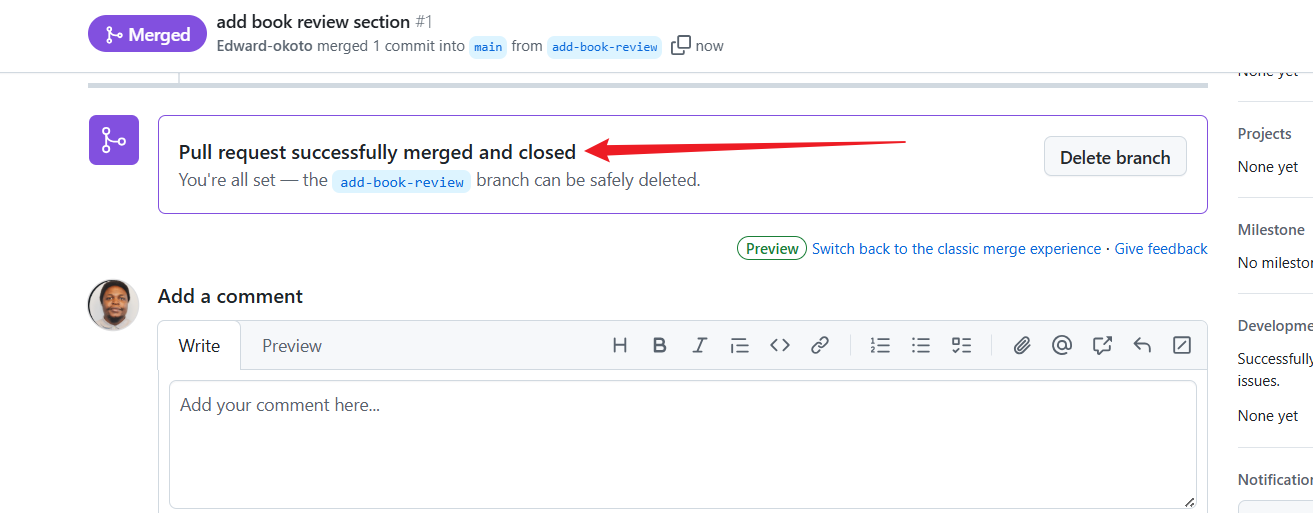 Merged
add book review section #1
Edward-okoto merged 1 commit into main from add-book-review now
None yet
Pull request successfully merged and closed
You're all set — the add-book-review branch can be safely deleted.
Delete branch
Preview Switch back to the classic merge experience · Give feedback
Add a comment
Write Preview
Add your comment here...
Projects
None yet
Milestone
No milestor
Developme
Successfully
issues.
None yet
Notification